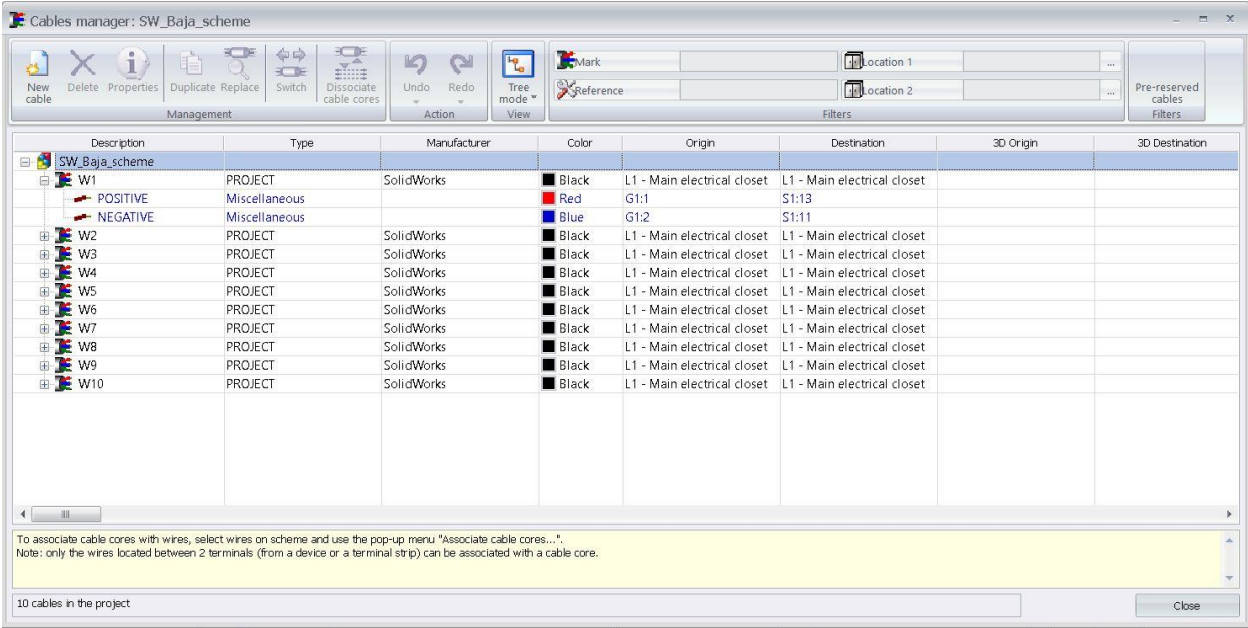 Cables manager: SW_Baja_scheme
New cable
Delete
Properties
Duplicate
Replace
Switch
Dissociate cable cores
Management
Undo
Redo
Action
Tree mode
View
Mark
Location 1
...
Reference
Location 2
...
Filters
Pre-reserved cables
Filters
Description Type Manufacturer Color Origin Destination 3D Origin 3D Destination
SW_Baja_scheme
W1 PROJECT SolidWorks Black L1 - Main electrical closet L1 - Main electrical closet
POSITIVE Miscellaneous Red G1:1 S1:13
NEGATIVE Miscellaneous Blue G1:2 S1:11
W2 PROJECT SolidWorks Black L1 - Main electrical closet L1 - Main electrical closet
W3 PROJECT SolidWorks Black L1 - Main electrical closet L1 - Main electrical closet
W4 PROJECT SolidWorks Black L1 - Main electrical closet L1 - Main electrical closet
W5 PROJECT SolidWorks Black L1 - Main electrical closet L1 - Main electrical closet
W6 PROJECT SolidWorks Black L1 - Main electrical closet L1 - Main electrical closet
W7 PROJECT SolidWorks Black L1 - Main electrical closet L1 - Main electrical closet
W8 PROJECT SolidWorks Black L1 - Main electrical closet L1 - Main electrical closet
W9 PROJECT SolidWorks Black L1 - Main electrical closet L1 - Main electrical closet
W10 PROJECT SolidWorks Black L1 - Main electrical closet L1 - Main electrical closet
To associate cable cores with wires, select wires on scheme and use the pop-up menu "Associate cable cores...".
Note: only the wires located between 2 terminals (from a device or a terminal strip) can be associated with a cable core.
10 cables in the project
Close